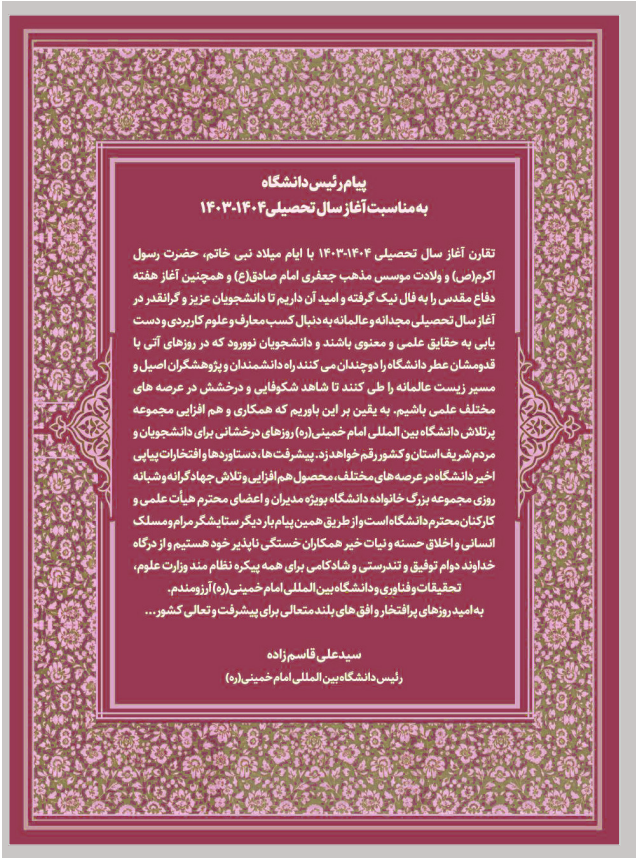 پیام رئیس دانشگاه
به مناسبت آغاز سال تحصیلی ۱۴۰۴-۱۴۰۳
تقارن آغاز سال تحصیلی ۱۴۰۴-۱۴۰۳ با ایام میلاد نبی خاتم، حضرت رسول
اکرم(ص) و ولادت موسس مذهب جعفری امام صادق(ع) و همچنین آغاز هفته
دفاع مقدس را به فال نیک گرفته و امید آن داریم تا دانشجویان عزیز و گرانقدر در
آغاز سال تحصیلی مجدانه و عالمانه به دنبال کسب معارف و علوم کاربردی و دست
یابی به حقایق علمی و معنوی باشند و دانشجویان نوورود که در روزهای آتی با
قدومشان عطر دانشگاه را دوچندان می کنند راه دانشمندان و پژوهشگران اصیل و
مسیر زیست عالمانه را طی کنند تا شاهد شکوفایی و درخشش در عرصه های
مختلف علمی باشیم. به یقین بر این باوریم که همکاری و هم افزایی مجموعه
پرتلاش دانشگاه بین المللی امام خمینی(ره) روزهای درخشانی برای دانشجویان و
مردم شریف استان و کشور رقم خواهد زد. پیشرفت ها، دستاوردها و افتخارات پیاپی
اخیر دانشگاه در عرصه های مختلف، محصول هم افزایی و تلاش جهادگرانه و شبانه
روزی مجموعه بزرگ خانواده دانشگاه بویژه مدیران و اعضای محترم هیأت علمی و
کارکنان محترم دانشگاه است و از طریق همین پیام بار دیگر ستایشگر مرام و مسلک
انسانی و اخلاق حسنه و نیات خیر همکاران خستگی ناپذیر خود هستیم و از درگاه
خداوند دوام توفیق و تندرستی و شادکامی برای همه پیکره نظام مند وزارت علوم،
تحقیقات و فناوری و دانشگاه بین المللی امام خمینی(ره) آرزومندم.
به امید روزهای پرافتخار و افق های بلند متعالی برای پیشرفت و تعالی کشور...
سیدعلی قاسم زاده
رئیس دانشگاه بین المللی امام خمینی(ره)